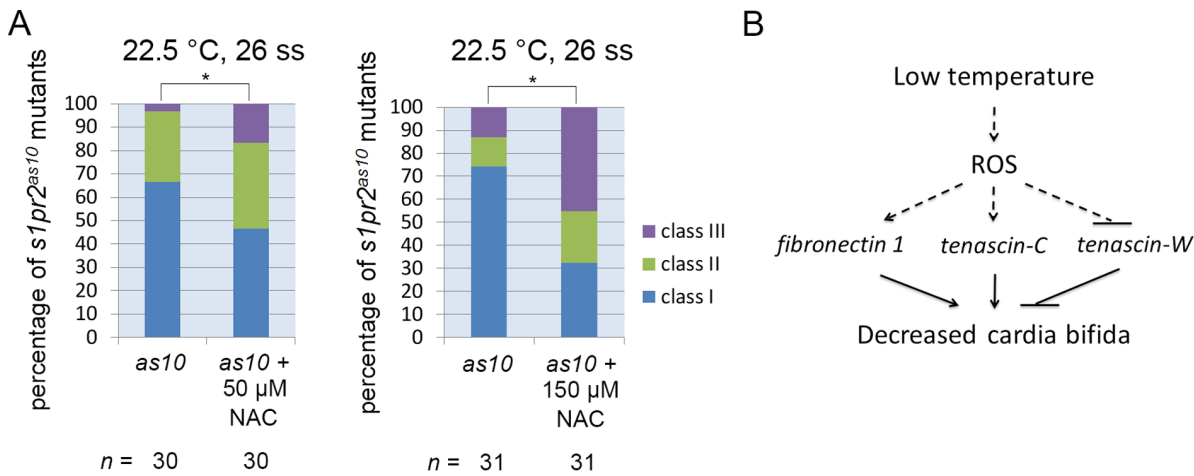 A
22.5 °C, 26 ss
*
percentage of s1pr2as10 mutants
100
90
80
70
60
50
40
30
20
10
0
as10
as10 +
50 µM
NAC
n = 30 30
22.5 °C, 26 ss
*
percentage of s1pr2as10 mutants
100
90
80
70
60
50
40
30
20
10
0
as10
as10 +
150 µM
NAC
31 31
class III
class II
class I
B
Low temperature
ROS
fibronectin 1 tenascin-C tenascin-W
Decreased cardia bifida